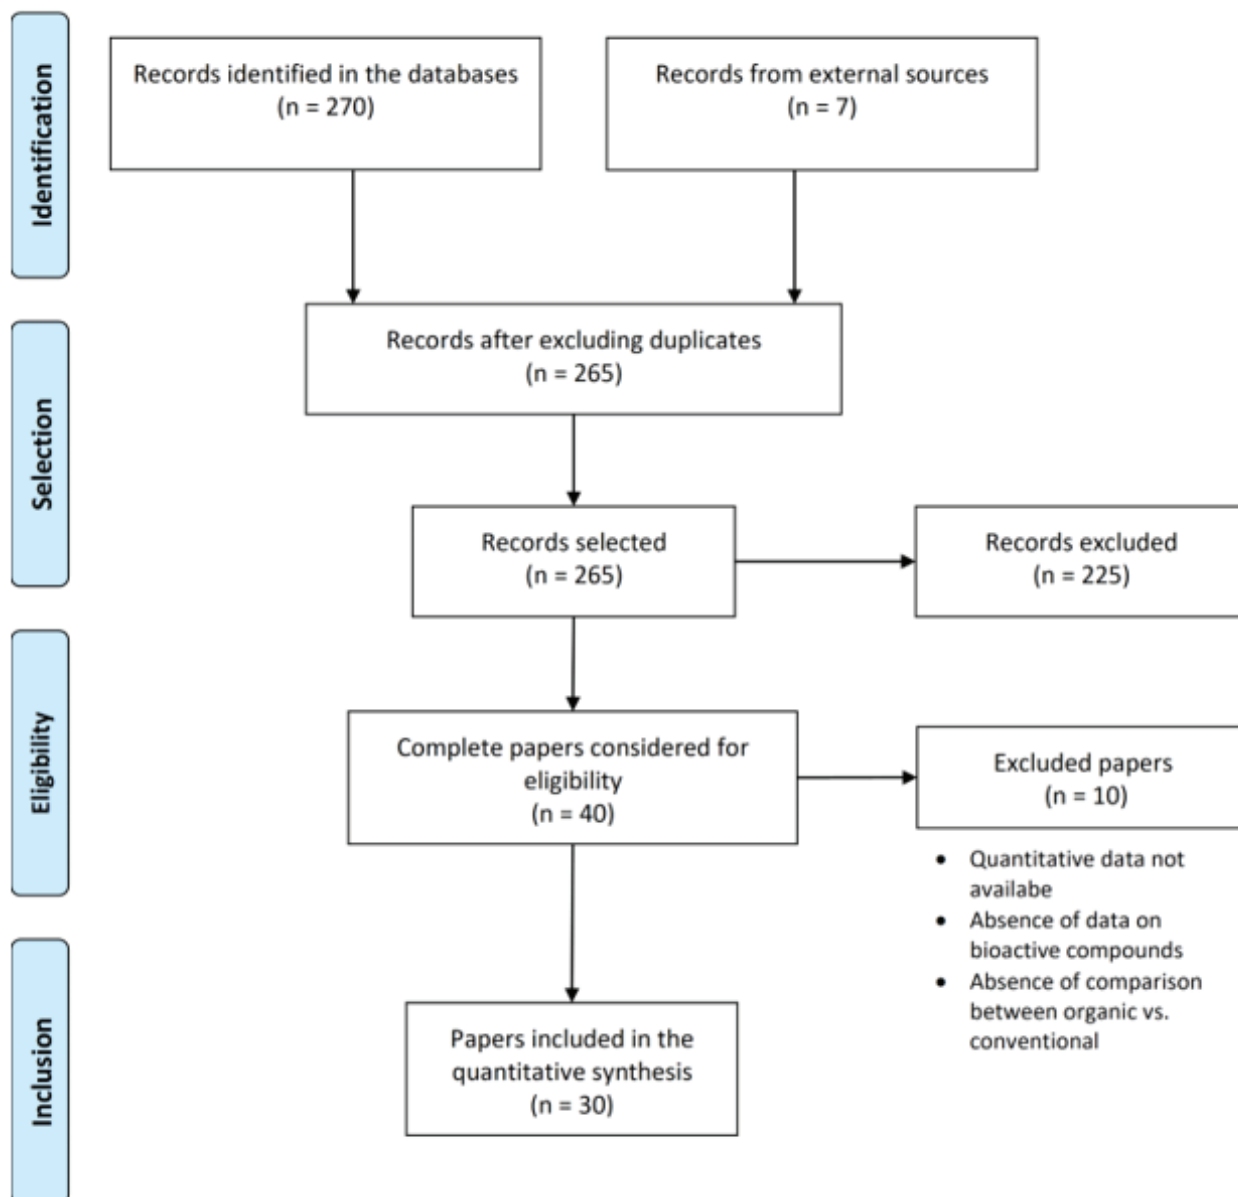 Identification
Records identified in the databases
(n = 270)
Records from external sources
(n = 7)
Selection
Records after excluding duplicates
(n = 265)
Records selected
(n = 265)
Records excluded
(n = 225)
Eligibility
Complete papers considered for
eligibility
(n = 40)
Excluded papers
(n = 10)
• Quantitative data not
availabe
• Absence of data on
bioactive compounds
• Absence of comparison
between organic vs.
conventional
Inclusion
Papers included in the
quantitative synthesis
(n = 30)